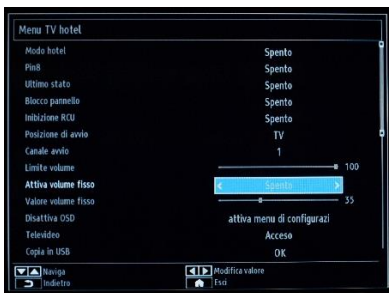 Menu TV hotel
Modo hotel Spento
Pin8 Spento
Ultimo stato Spento
Blocco pannello Spento
Inibizione RCU Spento
Posizione di avvio TV
Canale avvio 1
Limite volume 100
Attiva volume fisso Spento
Valore volume fisso 35
Disattiva OSD attiva menu di configurazi
Televideo Acceso
Copia in USB OK
Naviga Modifica valore
Indietro Esci